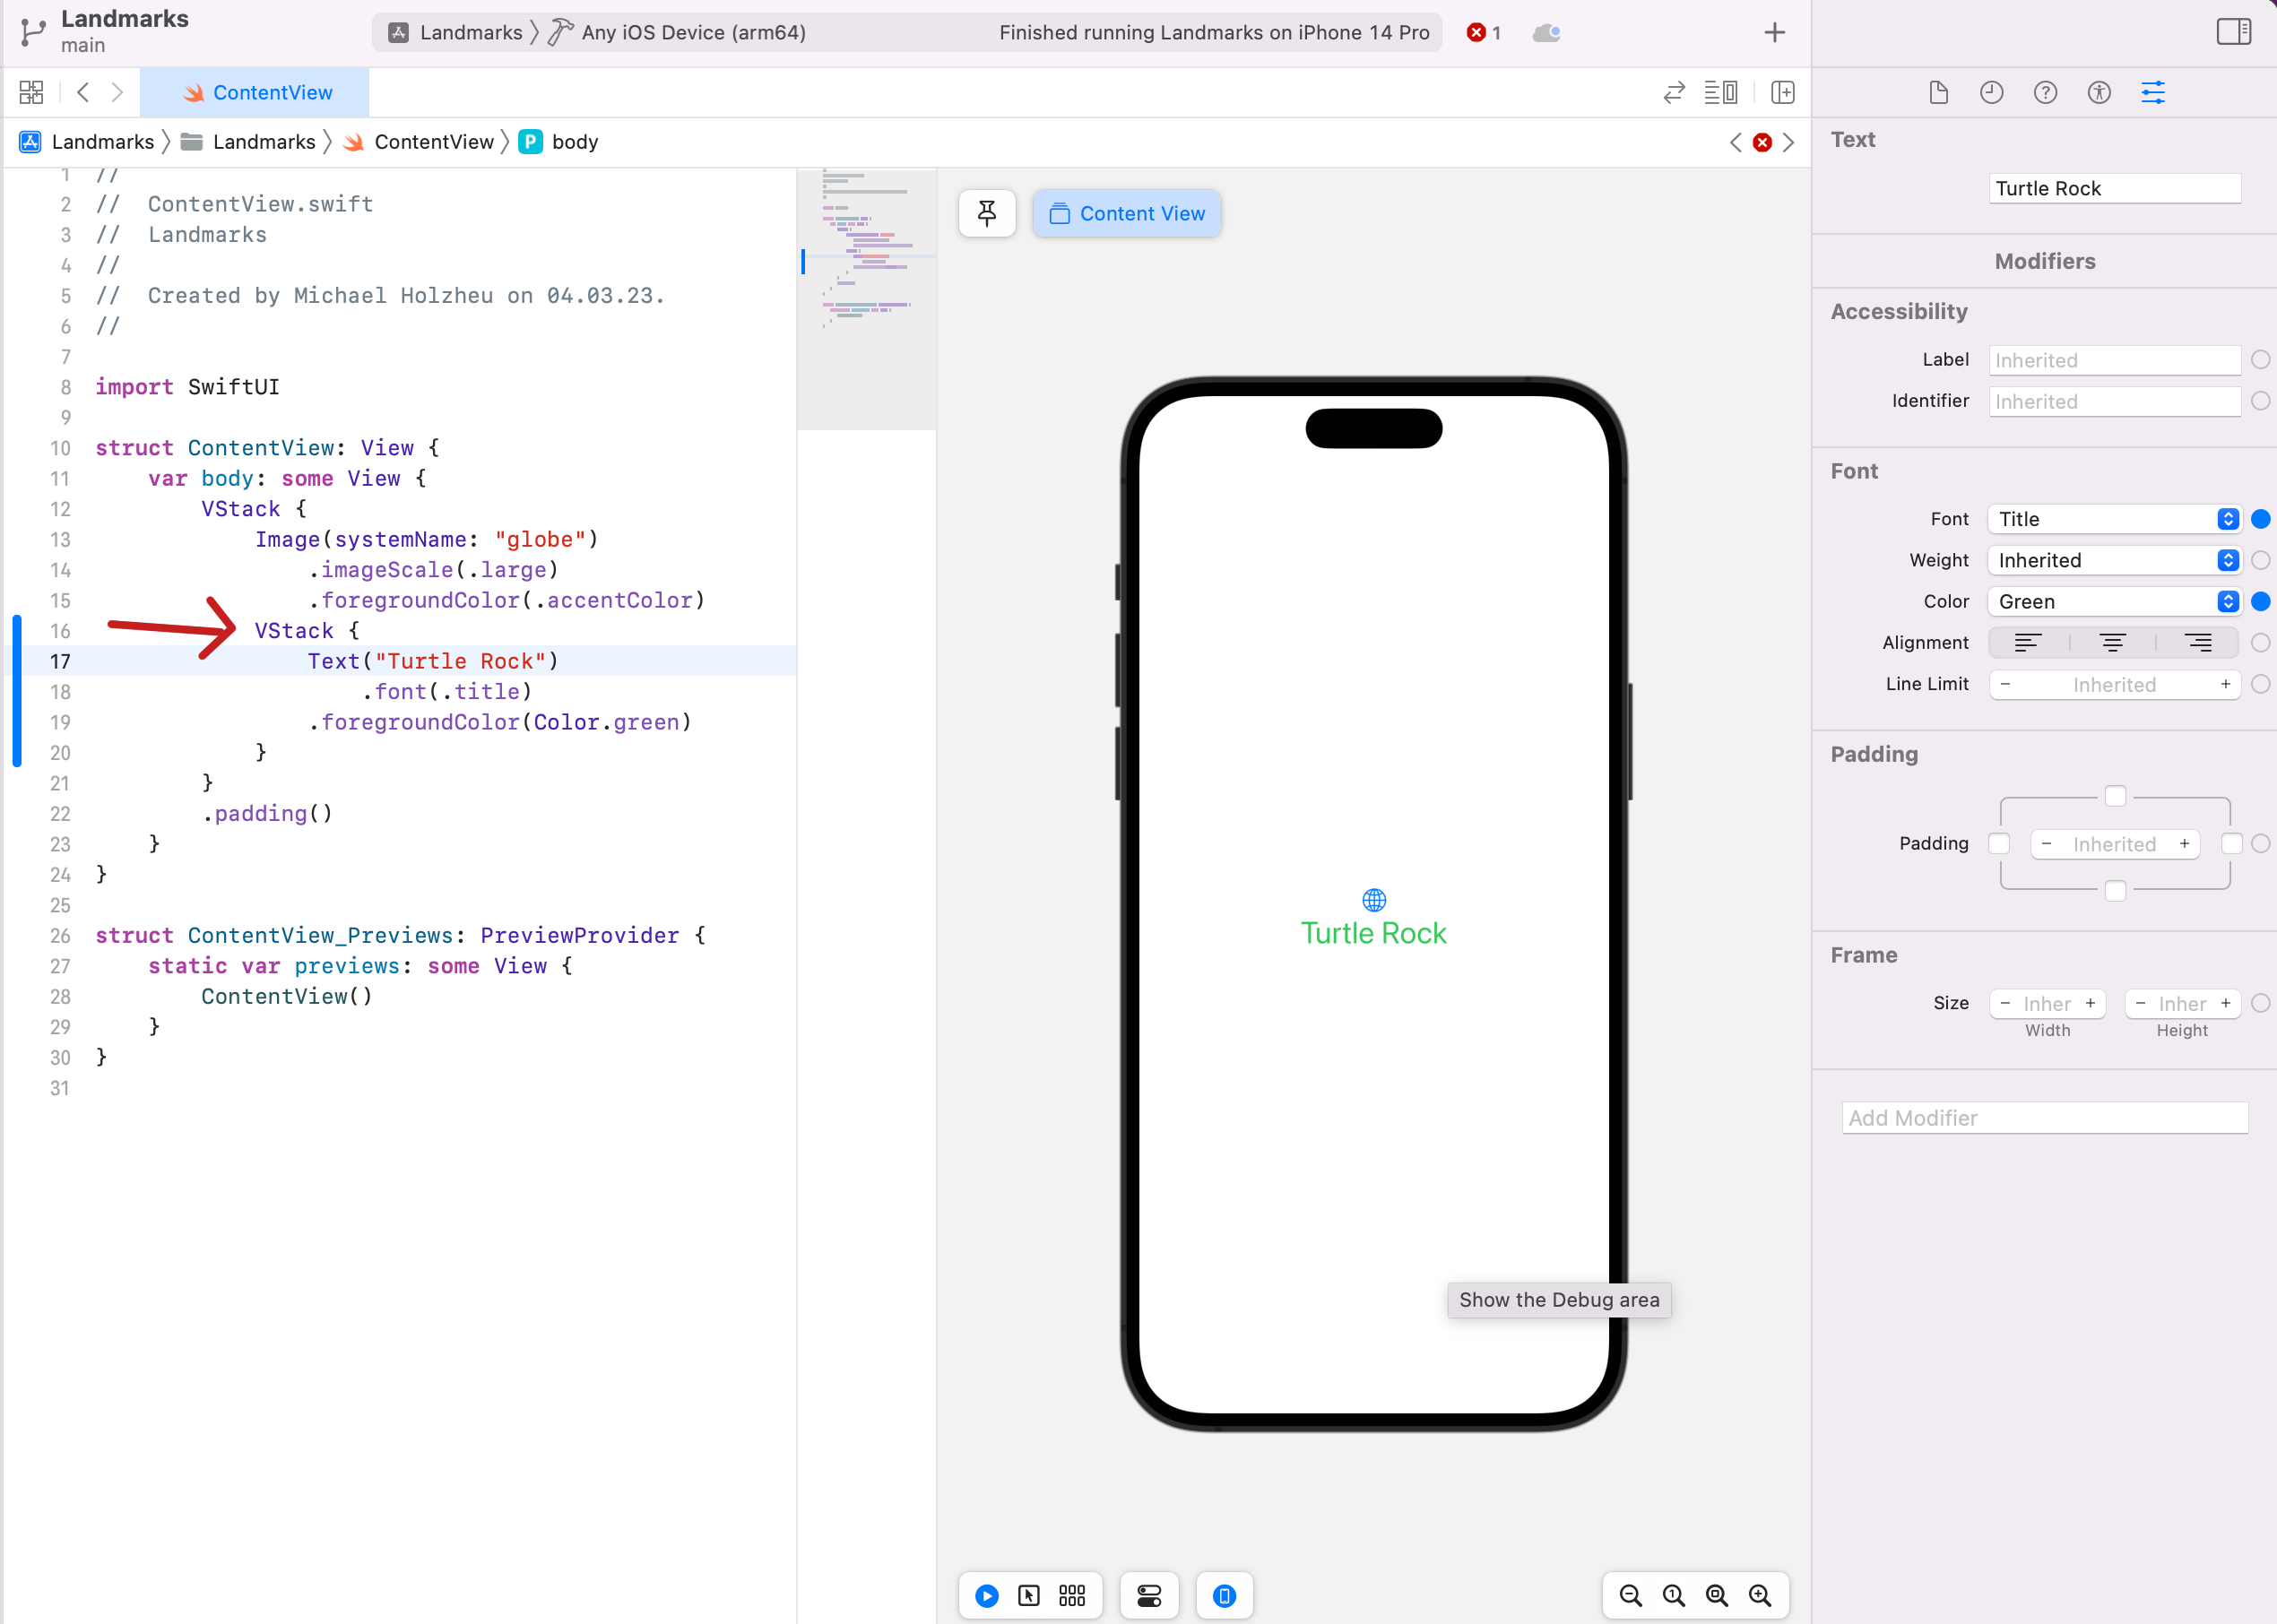 Landmarks
main
Landmarks
Any iOS Device (arm64)
Finished running Landmarks on iPhone 14 Pro
1
ContentView
Landmarks
Landmarks
ContentView
P
body
1 //
2 //  ContentView.swift
3 //  Landmarks
4 //
5 //  Created by Michael Holzheu on 04.03.23.
6 //
7
8 import SwiftUI
9
10 struct ContentView: View {
11     var body: some View {
12         VStack {
13             Image(systemName: "globe")
14                 .imageScale(.large)
15                 .foregroundColor(.accentColor)
16             VStack {
17                 Text("Turtle Rock")
18                     .font(.title)
19                 .foregroundColor(Color.green)
20             }
21         }
22         .padding()
23     }
24 }
25
26 struct ContentView_Previews: PreviewProvider {
27     static var previews: some View {
28         ContentView()
29     }
30 }
31
Content View
Turtle Rock
Show the Debug area
Text
Turtle Rock
Modifiers
Accessibility
Label Inherited
Identifier Inherited
Font
Font Title
Weight Inherited
Color Green
Alignment
Line Limit − Inherited +
Padding
Padding − Inherited +
Frame
Size − Inher + − Inher +
Width Height
Add Modifier